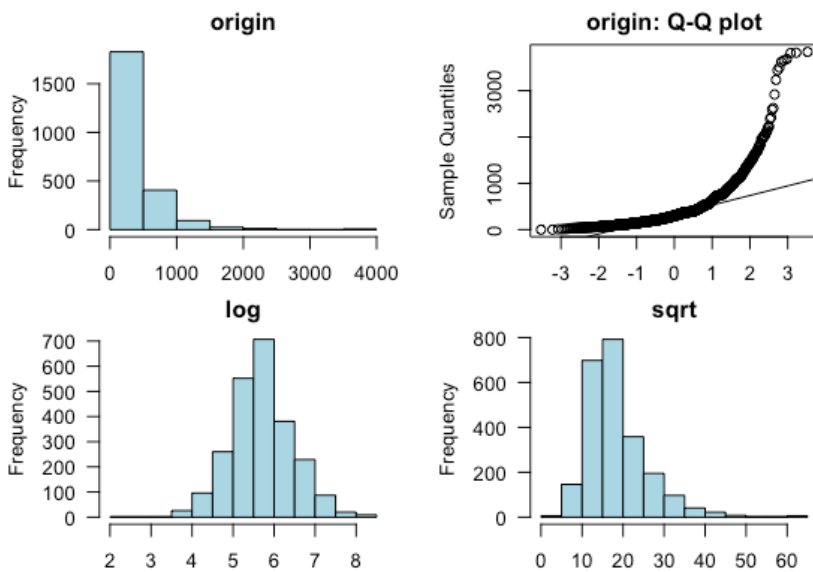 origin
Frequency
1500
1000
500
0
0 1000 2000 3000 4000
origin: Q-Q plot
Sample Quantiles
3000
1000
0
-3 -2 -1 0 1 2 3
log
Frequency
700
600
500
400
300
200
100
0
2 3 4 5 6 7 8
sqrt
Frequency
800
600
400
200
0
0 10 20 30 40 50 60